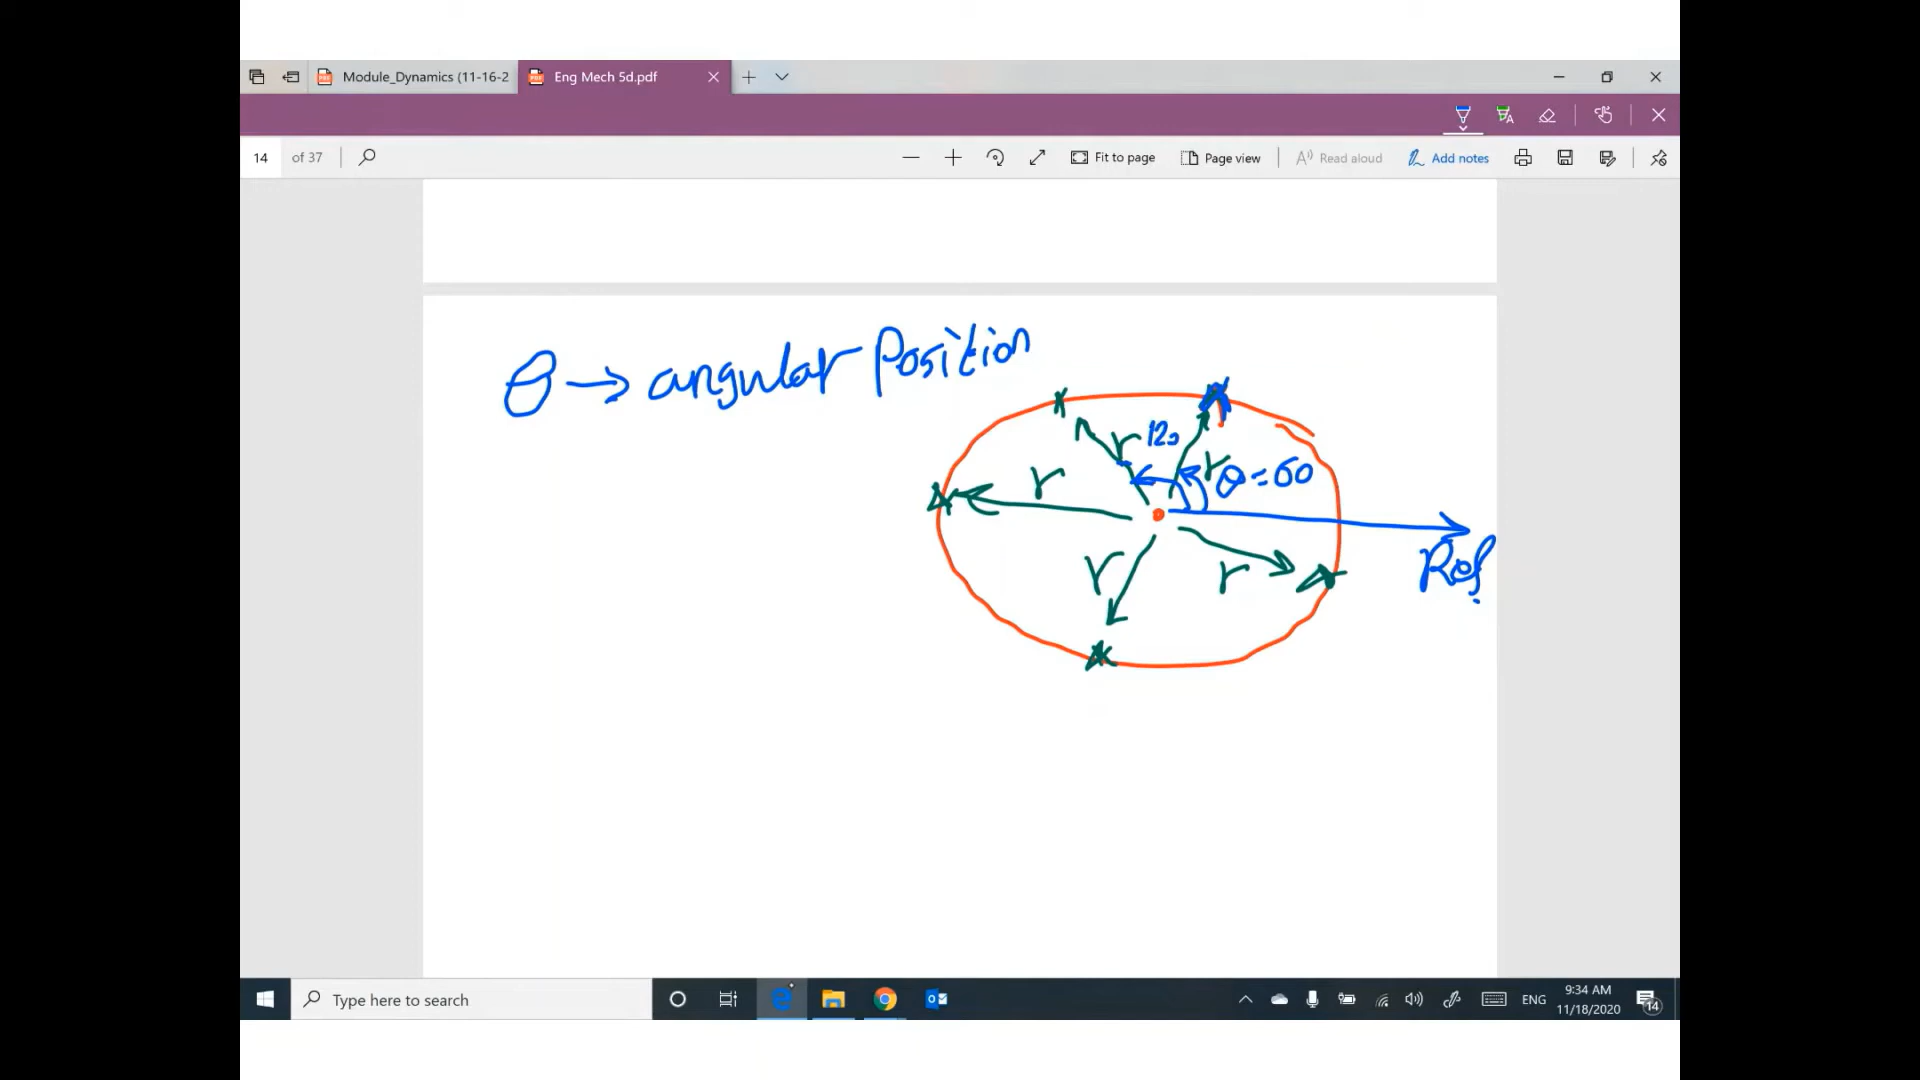 Module_Dynamics (11-16-2
Eng Mech 5d.pdf
14 of 37
Fit to page
Page view
Read aloud
Add notes
θ → angular Position
r 120
r
r
θ = 60
r
r
Ref.
Type here to search
ENG
9:34 AM
11/18/2020
14